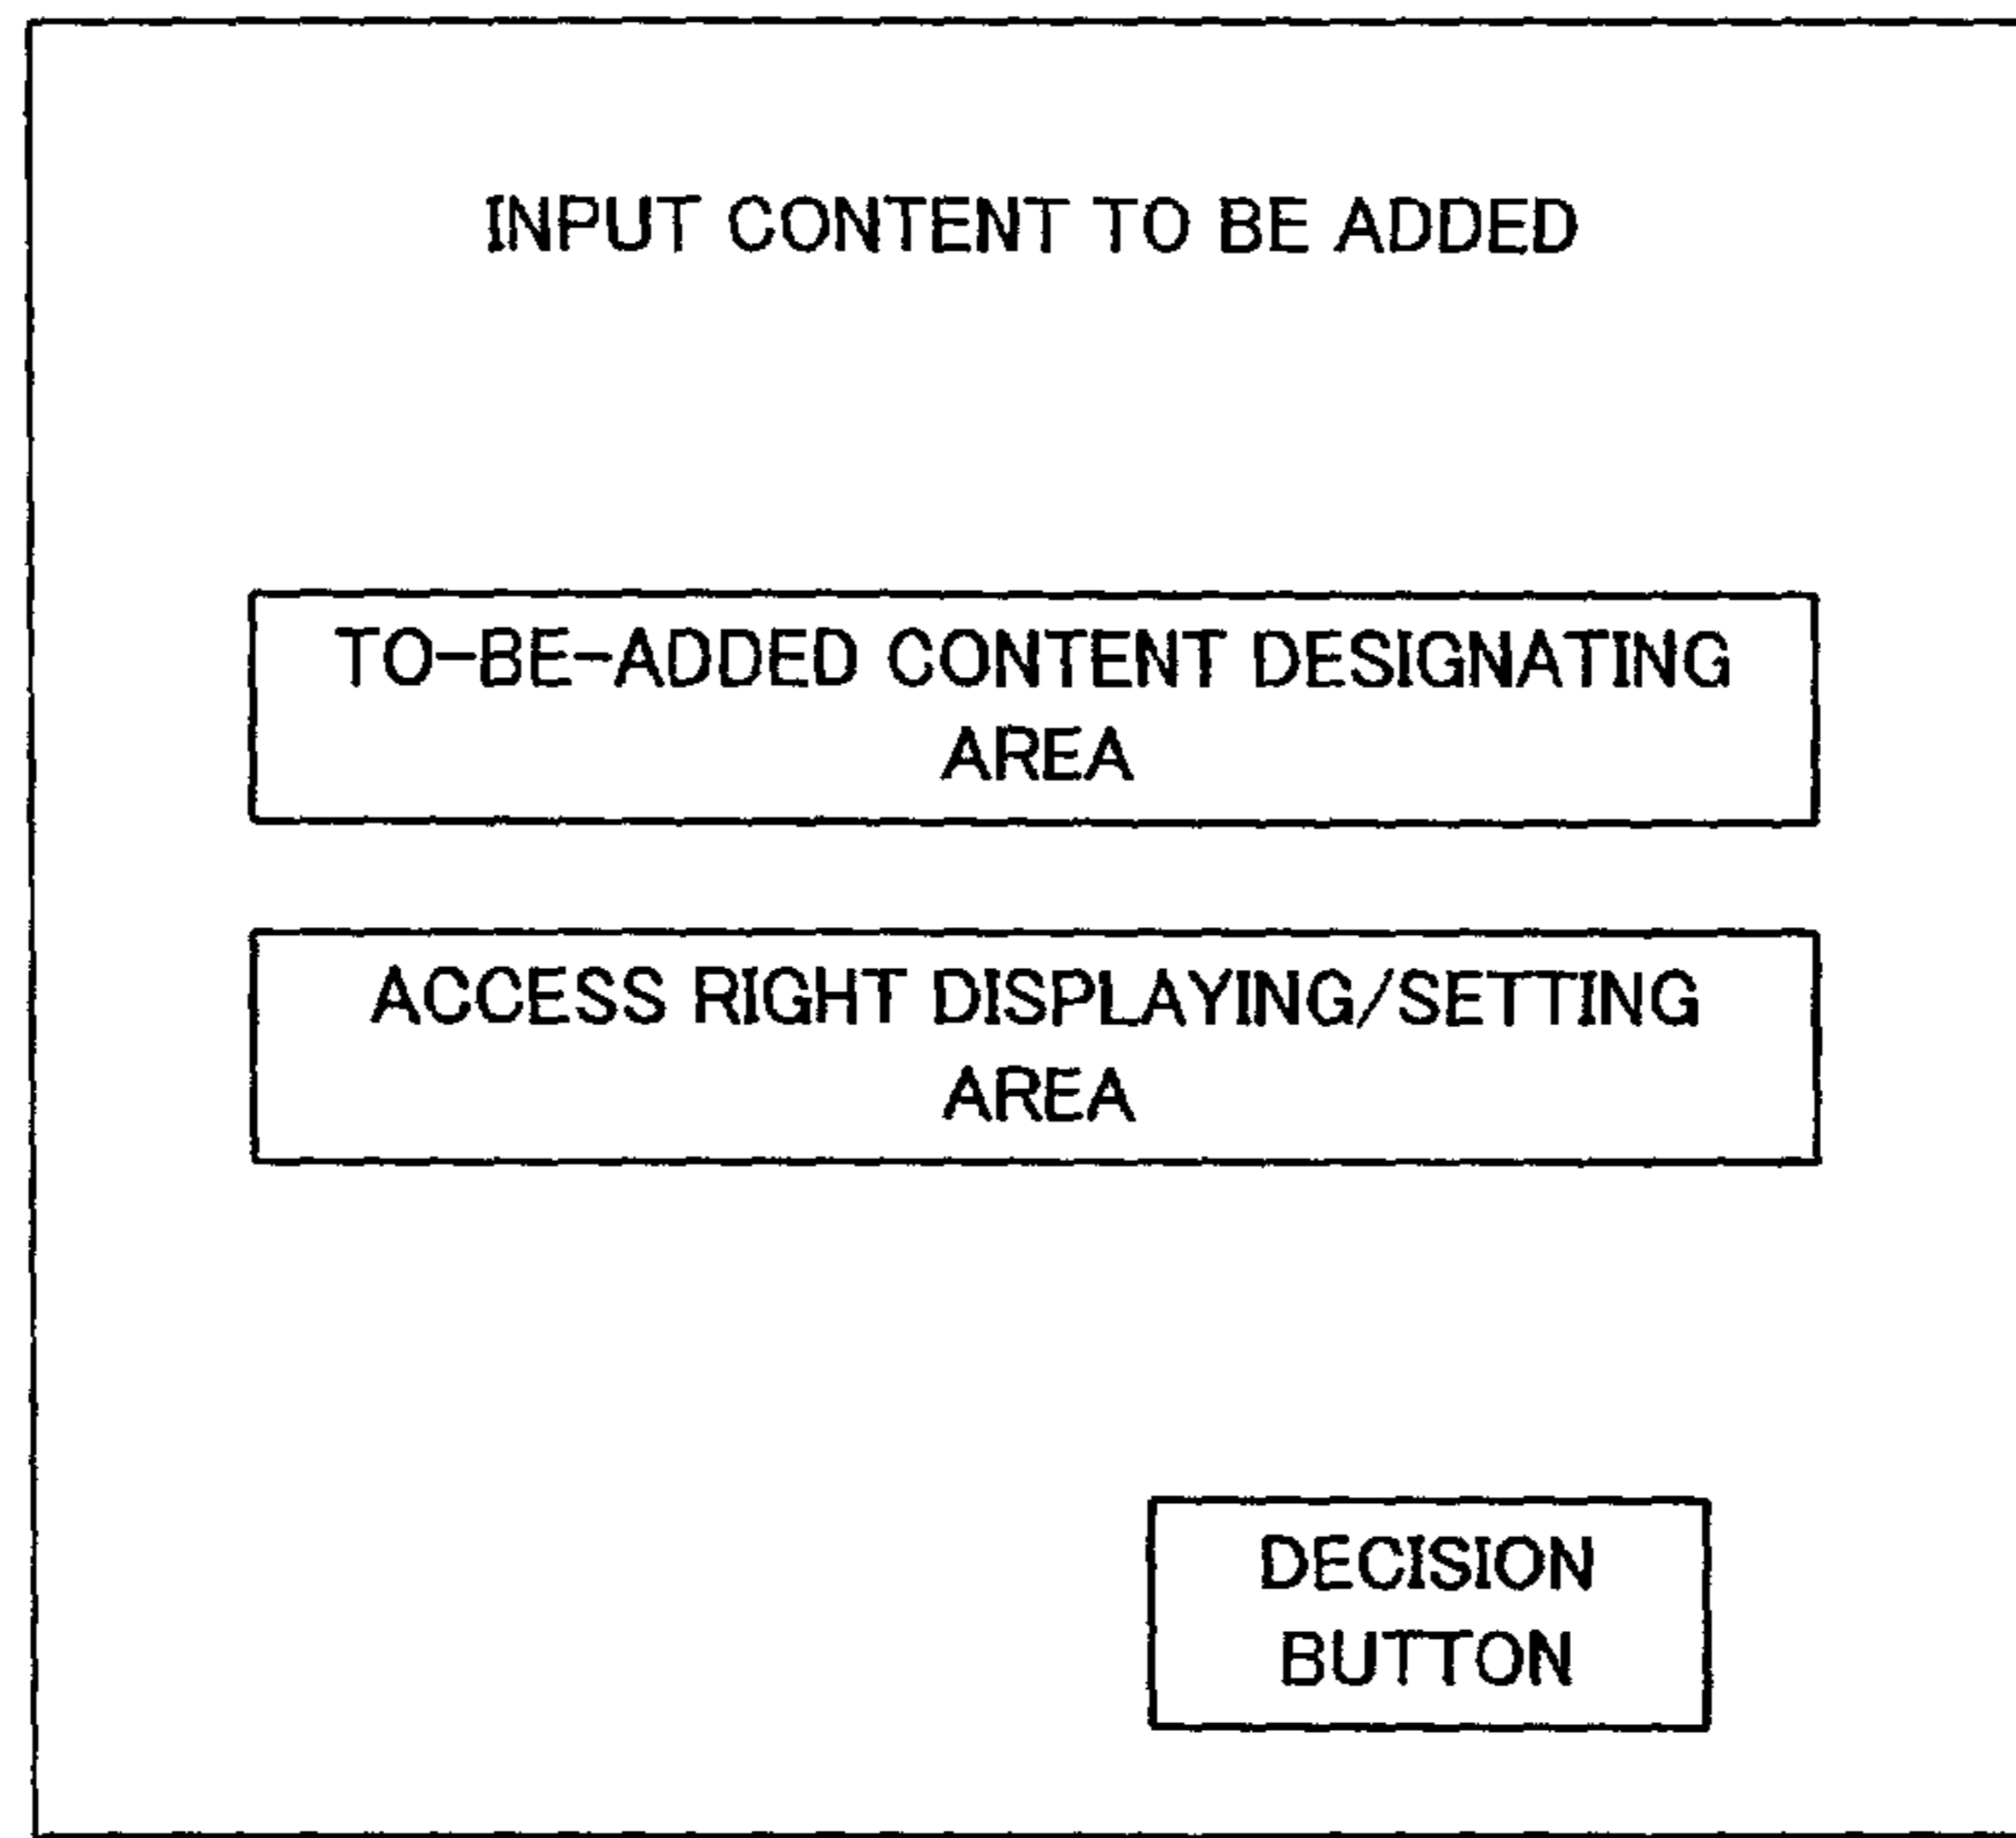 INPUT CONTENT TO BE ADDED
TO-BE-ADDED CONTENT DESIGNATING
AREA
ACCESS RIGHT DISPLAYING/SETTING
AREA
DECISION
BUTTON